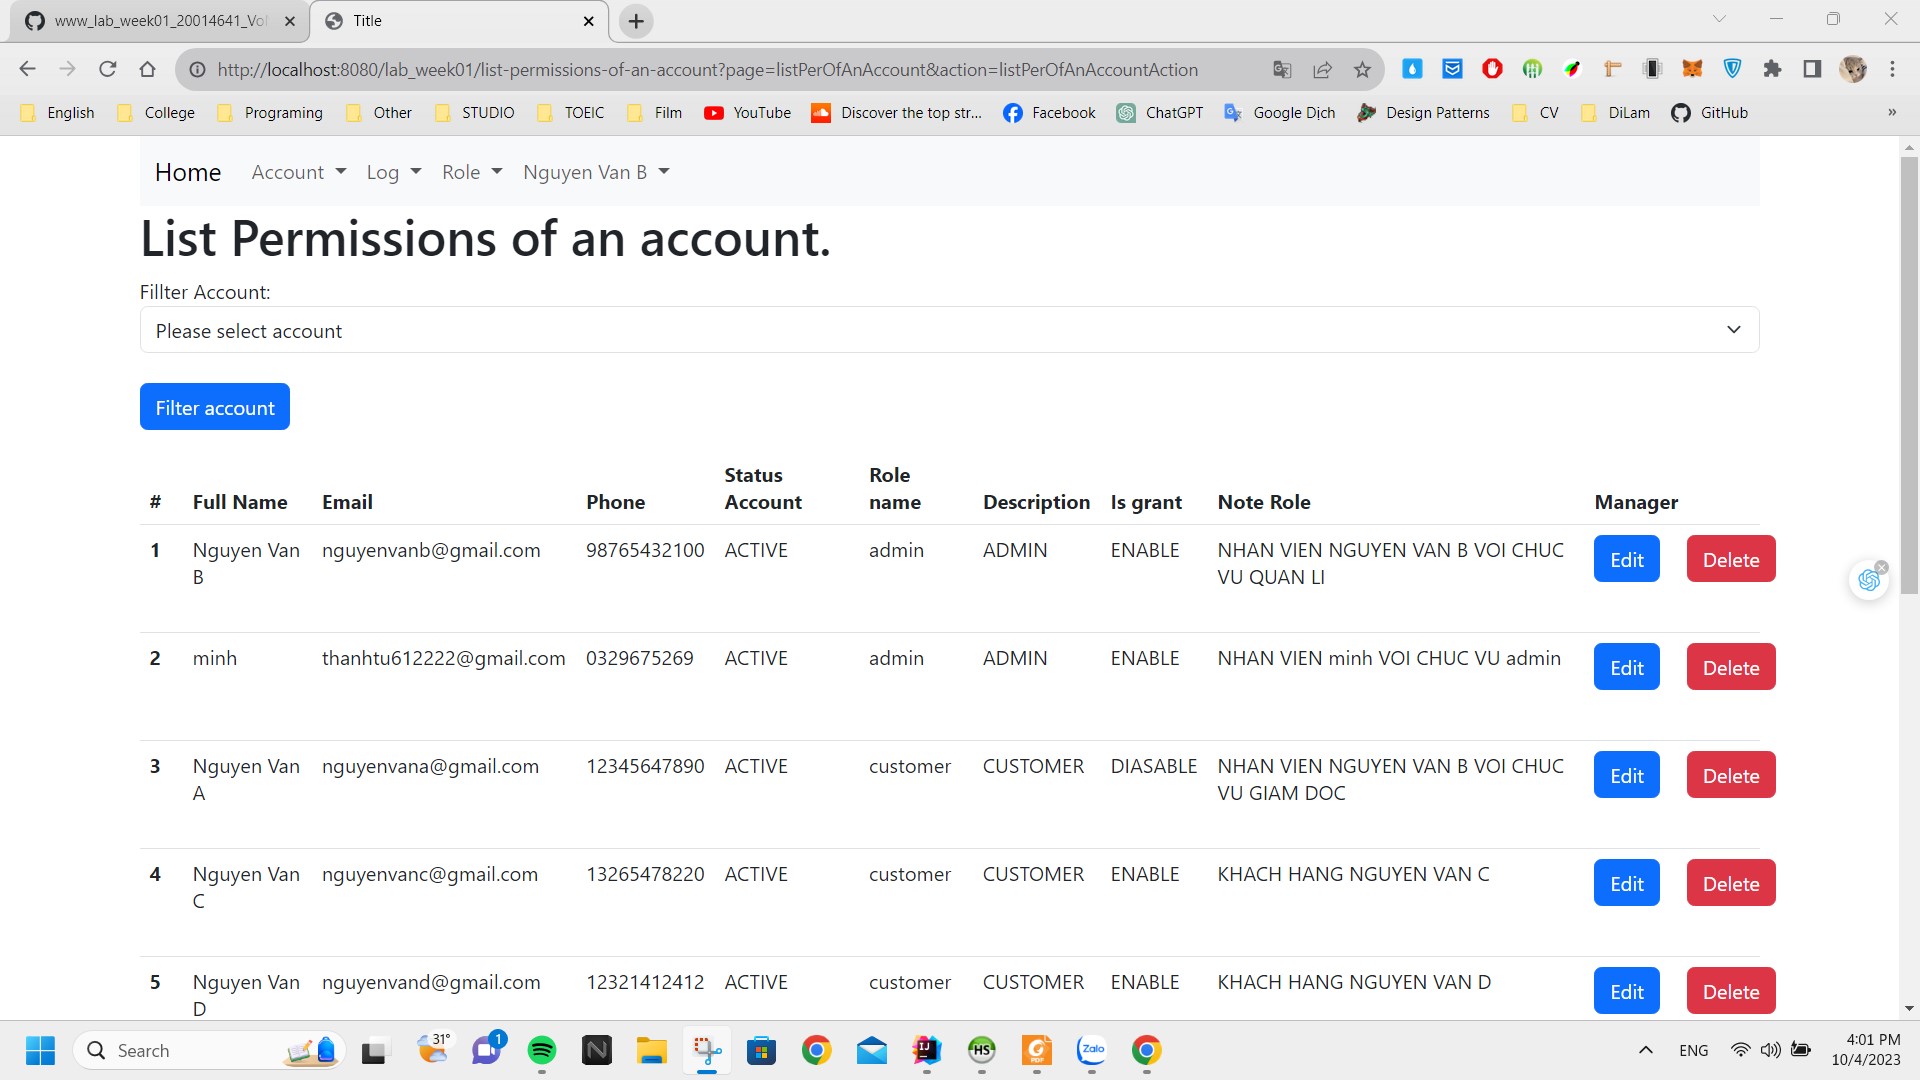 www_lab_week01_20014641_Vo
Title
http://localhost:8080/lab_week01/list-permissions-of-an-account?page=listPerOfAnAccount&action=listPerOfAnAccountAction
English College Programing Other STUDIO TOEIC Film YouTube Discover the top str... Facebook ChatGPT Google Dịch Design Patterns CV DiLam GitHub »
Home Account Log Role Nguyen Van B
List Permissions of an account.
Fillter Account:
Please select account
Filter account
# Full Name Email Phone Status Account Role name Description Is grant Note Role Manager
1 Nguyen Van B nguyenvanb@gmail.com 98765432100 ACTIVE admin ADMIN ENABLE NHAN VIEN NGUYEN VAN B VOI CHUC VU QUAN LI Edit Delete
2 minh thanhtu612222@gmail.com 0329675269 ACTIVE admin ADMIN ENABLE NHAN VIEN minh VOI CHUC VU admin Edit Delete
3 Nguyen Van A nguyenvana@gmail.com 12345647890 ACTIVE customer CUSTOMER DIASABLE NHAN VIEN NGUYEN VAN B VOI CHUC VU GIAM DOC Edit Delete
4 Nguyen Van C nguyenvanc@gmail.com 13265478220 ACTIVE customer CUSTOMER ENABLE KHACH HANG NGUYEN VAN C Edit Delete
5 Nguyen Van D nguyenvand@gmail.com 12321412412 ACTIVE customer CUSTOMER ENABLE KHACH HANG NGUYEN VAN D Edit Delete
Search 31° 1 N IJ HS PDF Zalo ENG 4:01 PM
10/4/2023